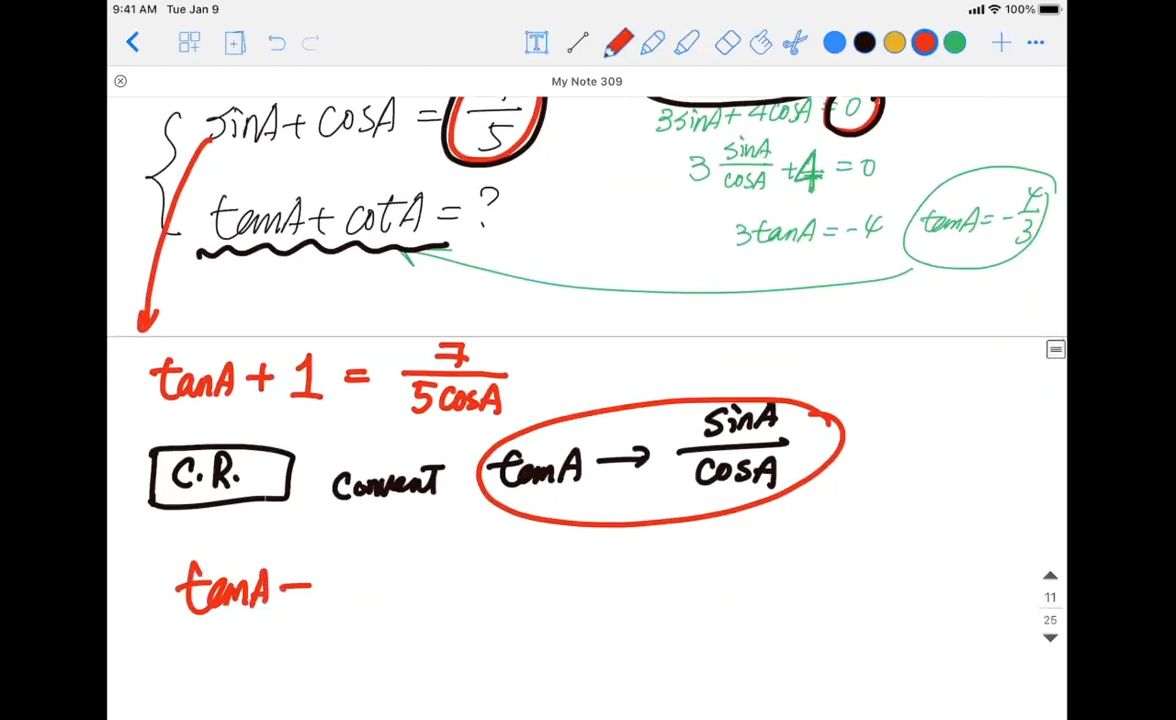 9:41 AM Tue Jan 9 100%
My Note 309
sinA + cosA = 7/5
3sinA + 4cosA = 0
3 sinA/cosA + 4 = 0
tanA + cotA = ?
3tanA = -4
tanA = -4/3
tanA + 1 = 7/5cosA
C.R. convert tanA → sinA/cosA
tanA -
11
25